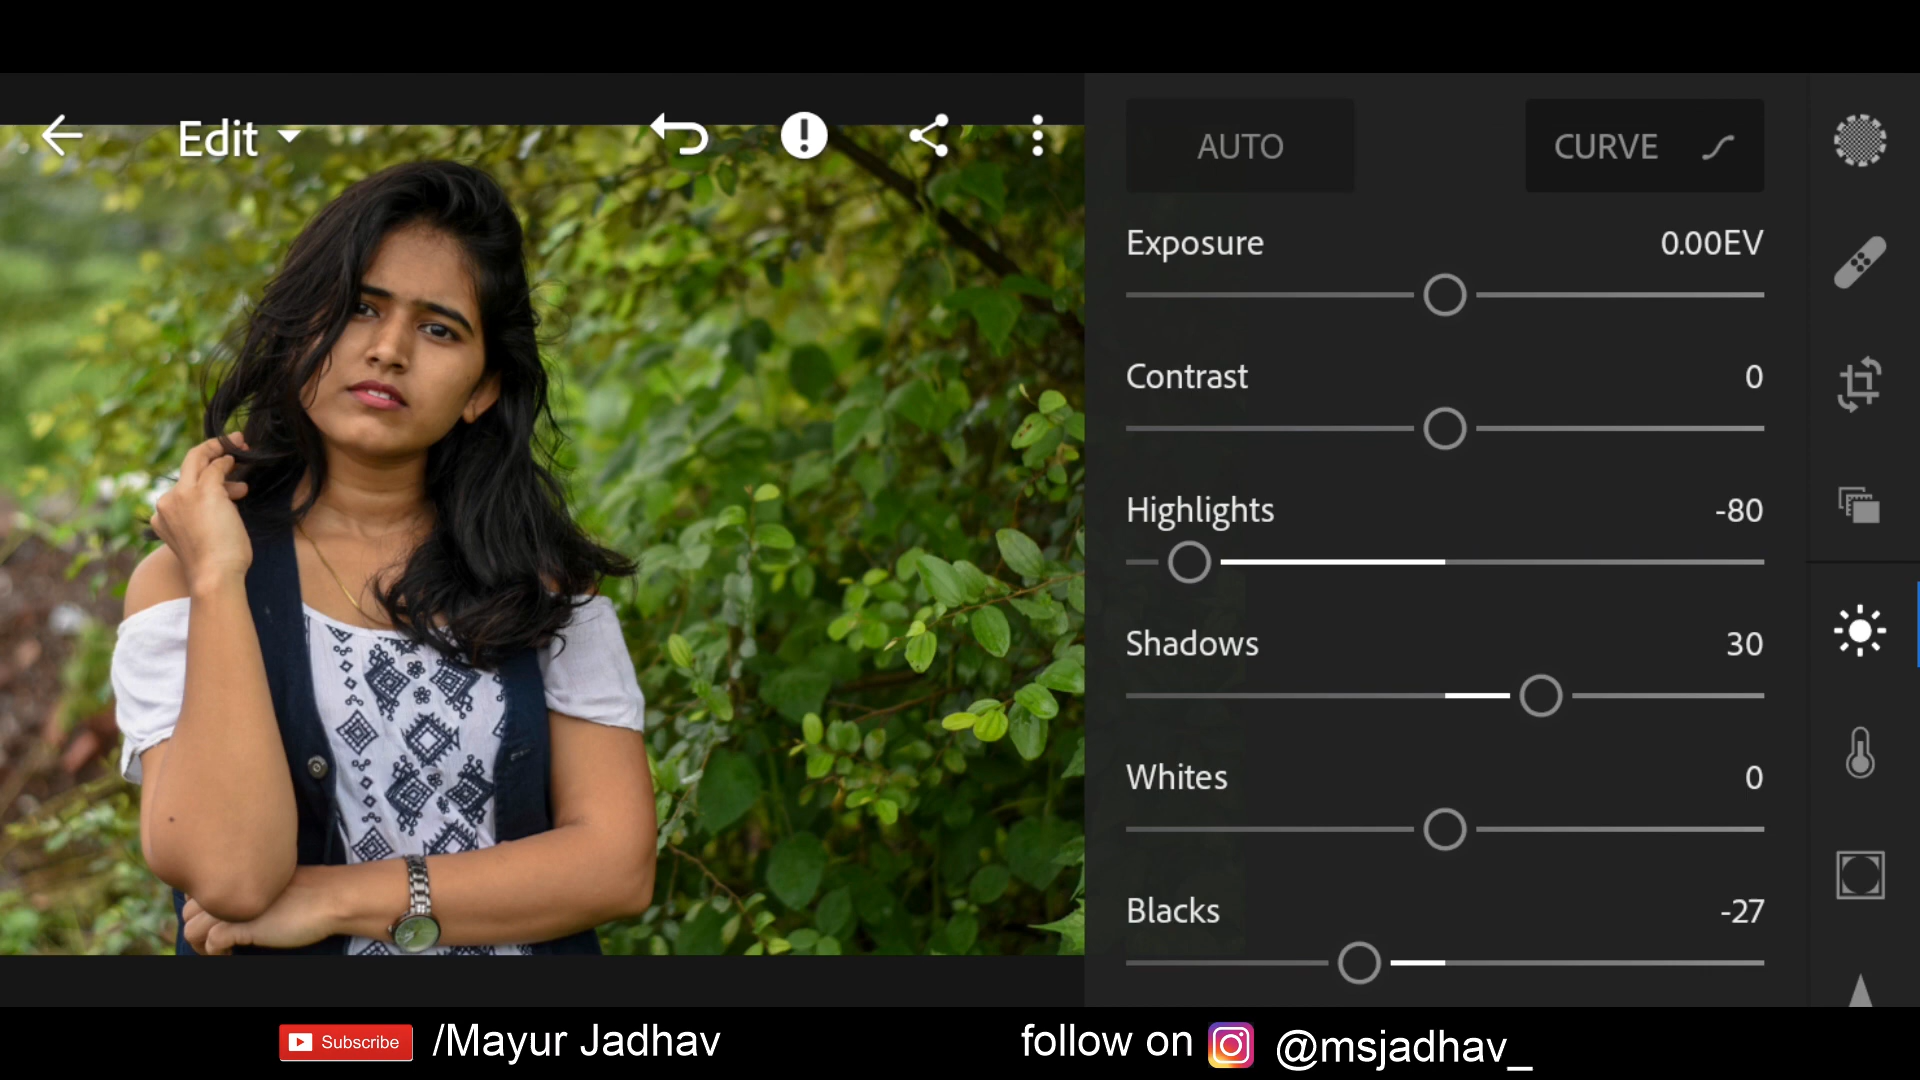 Edit
AUTO
CURVE
Exposure 0.00EV
Contrast 0
Highlights -80
Shadows 30
Whites 0
Blacks -27
Subscribe /Mayur Jadhav
follow on @msjadhav_